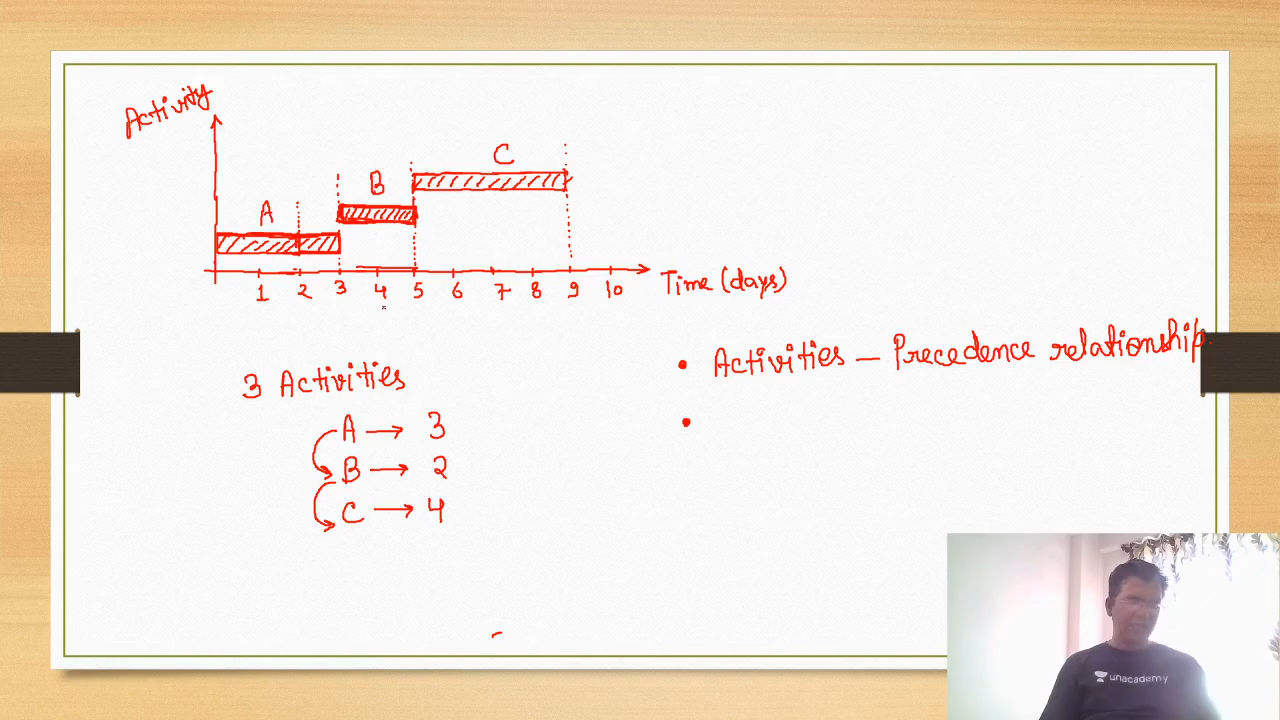 Activity
A
B
C
1 2 3 4 5 6 7 8 9 10
Time (days)
3 Activities
A → 3
B → 2
C → 4
• Activities — Precedence relationship.
•
unacademy